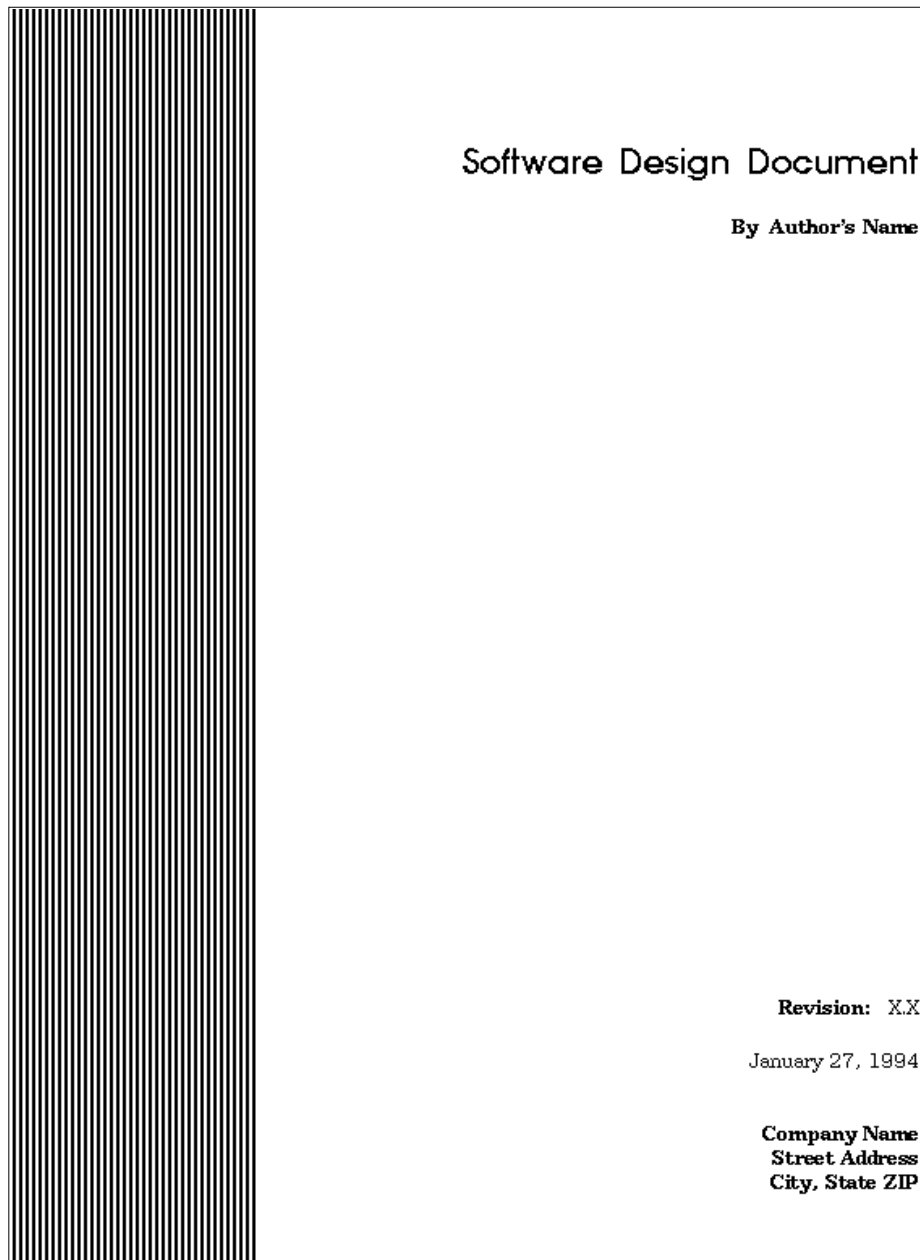 Software Design Document
By Author's Name
Revision: X.X
January 27, 1994
Company Name
Street Address
City, State ZIP